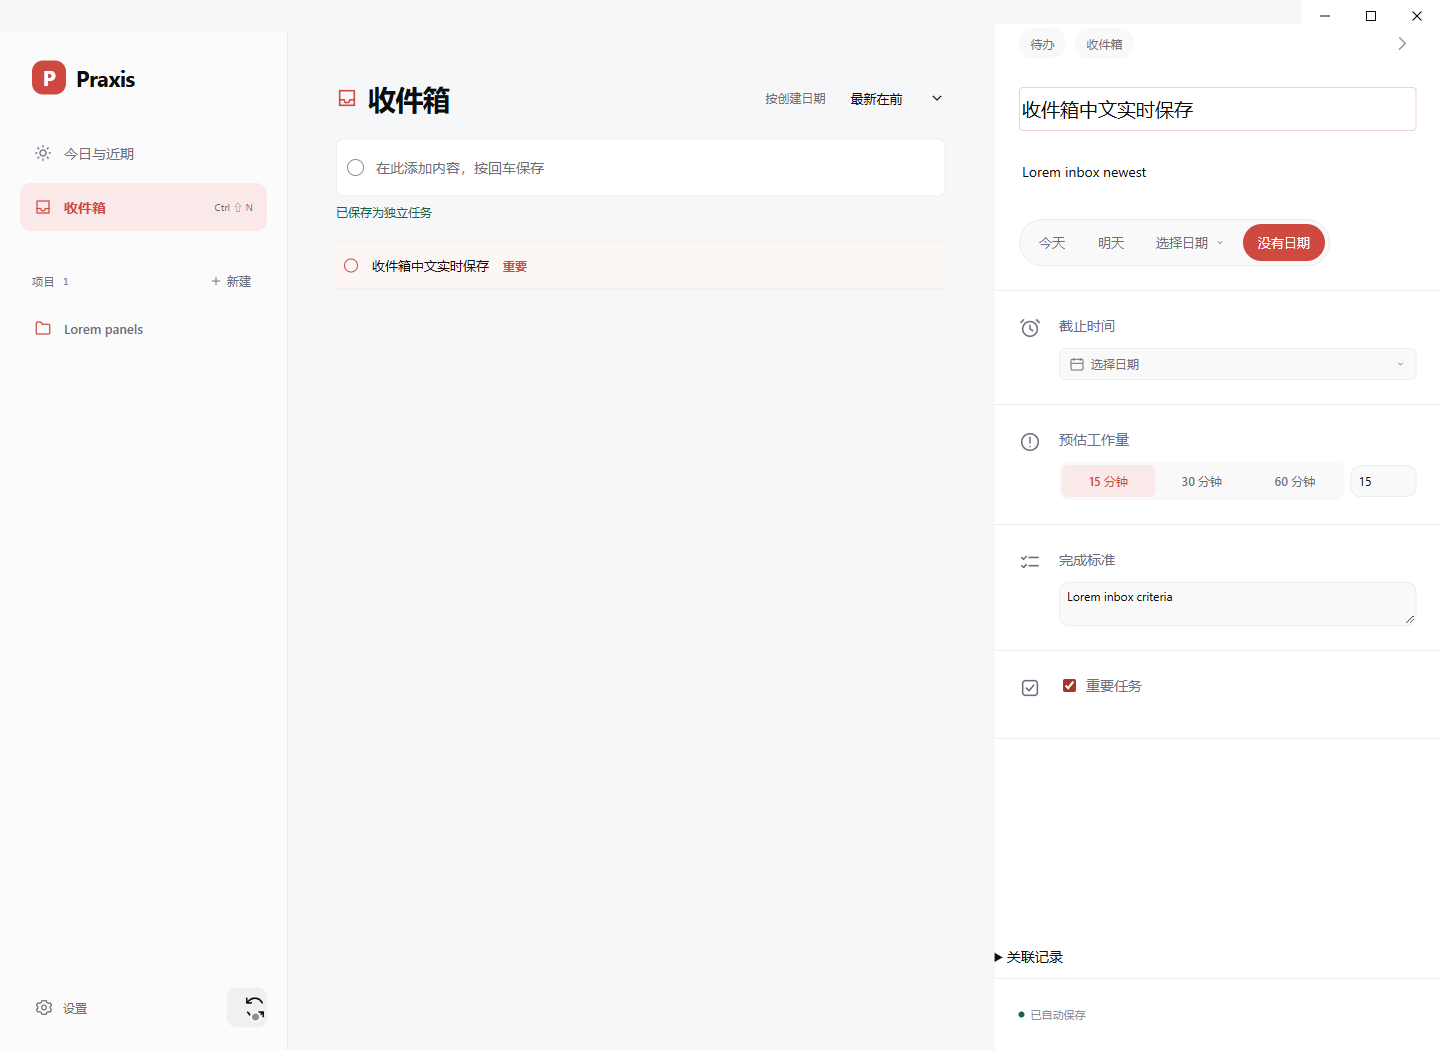 P Praxis
今日与近期
收件箱 Ctrl ⇧ N
项目 1 + 新建
Lorem panels
设置
收件箱
按创建日期 最新在前
在此添加内容，按回车保存
已保存为独立任务
收件箱中文实时保存 重要
待办 收件箱
收件箱中文实时保存
Lorem inbox newest
今天 明天 选择日期 没有日期
截止时间
选择日期
预估工作量
15 分钟 30 分钟 60 分钟 15
完成标准
Lorem inbox criteria
重要任务
关联记录
已自动保存